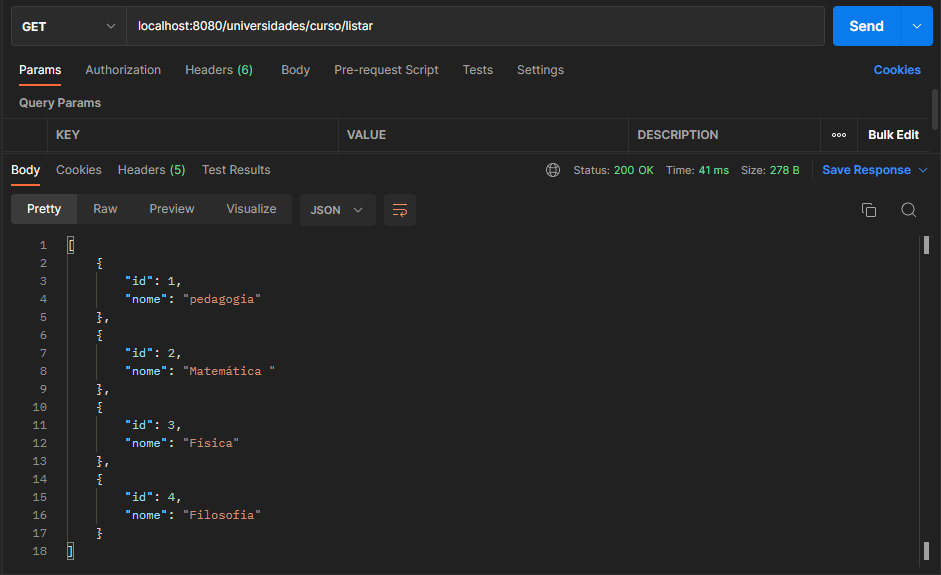 GET localhost:8080/universidades/curso/listar Send
Params Authorization Headers (6) Body Pre-request Script Tests Settings Cookies
Query Params
KEY VALUE DESCRIPTION ooo Bulk Edit
Body Cookies Headers (5) Test Results Status: 200 OK Time: 41 ms Size: 278 B Save Response
Pretty Raw Preview Visualize JSON
1 [
2 {
3 "id": 1,
4 "nome": "pedagogia"
5 },
6 {
7 "id": 2,
8 "nome": "Matemática "
9 },
10 {
11 "id": 3,
12 "nome": "Física"
13 },
14 {
15 "id": 4,
16 "nome": "Filosofia"
17 }
18 ]